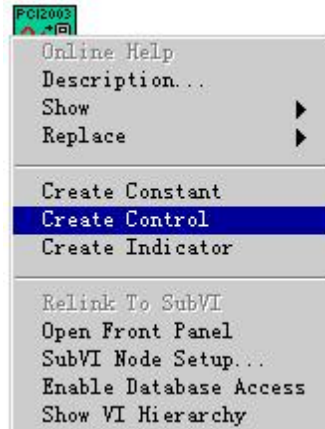 PCI2003
Online Help
Description...
Show
Replace
Create Constant
Create Control
Create Indicator
Relink To SubVI
Open Front Panel
SubVI Node Setup...
Enable Database Access
Show VI Hierarchy